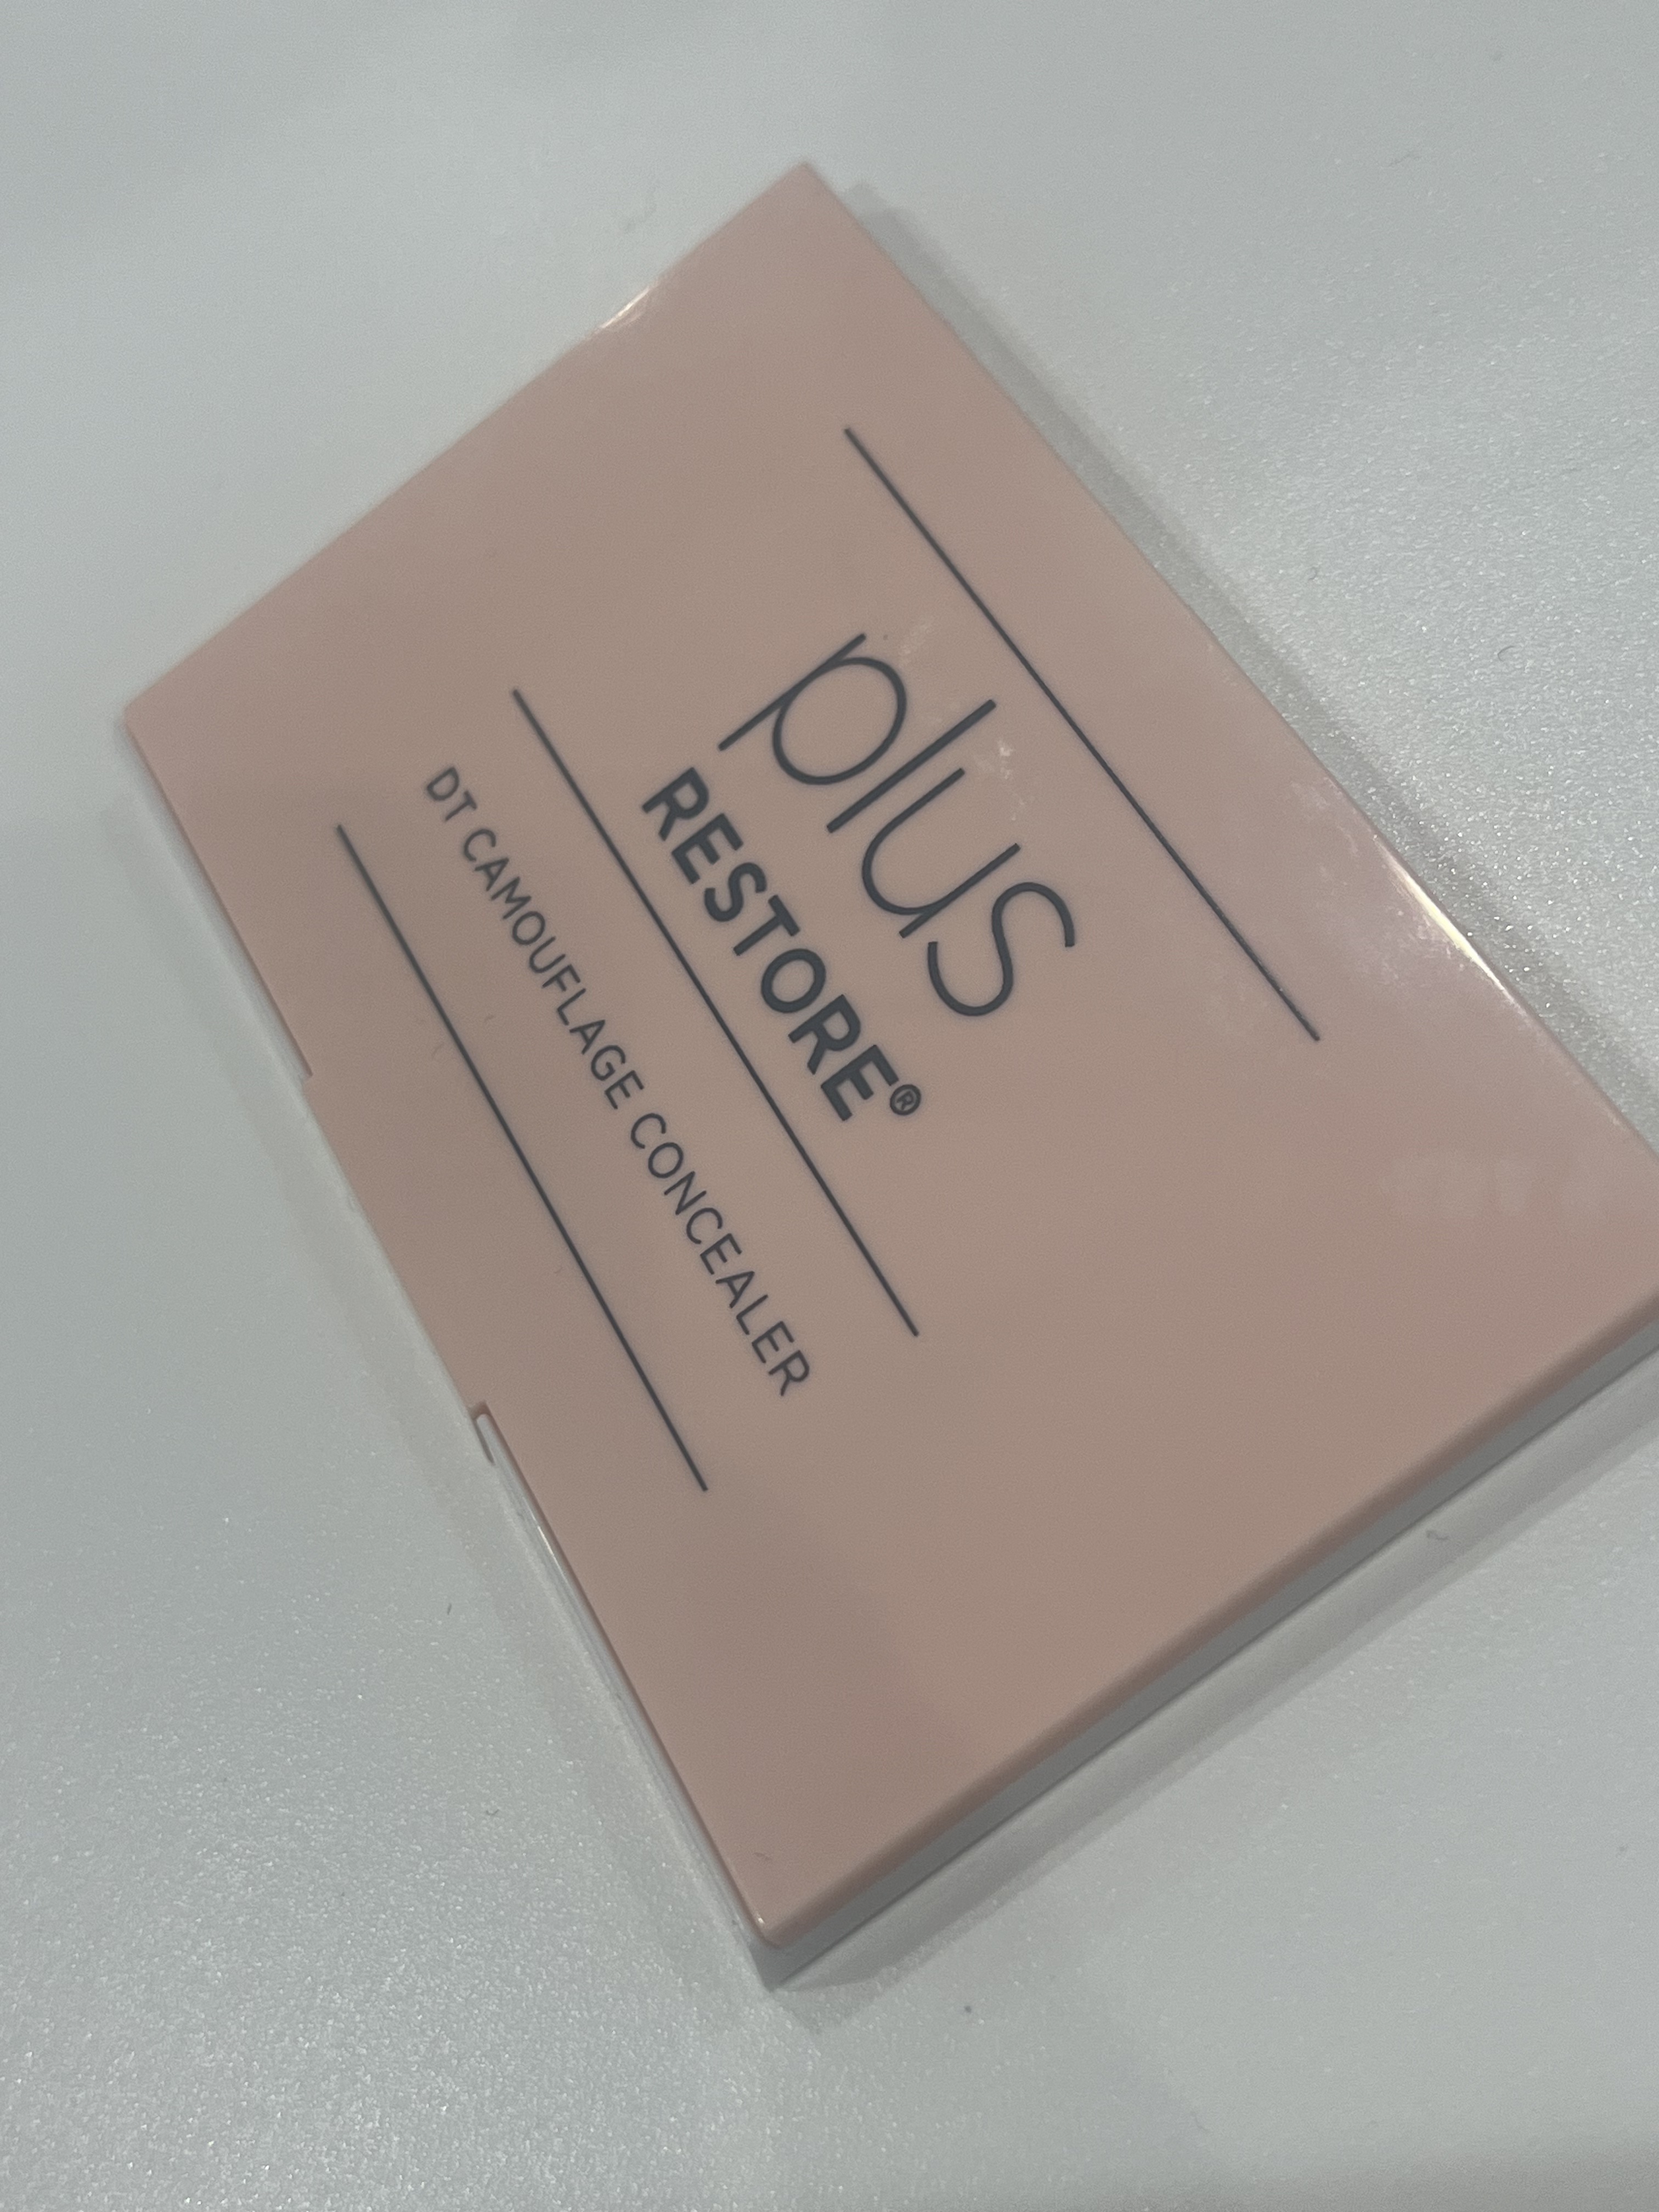 plus
RESTORE®
DT CAMOUFLAGE CONCEALER